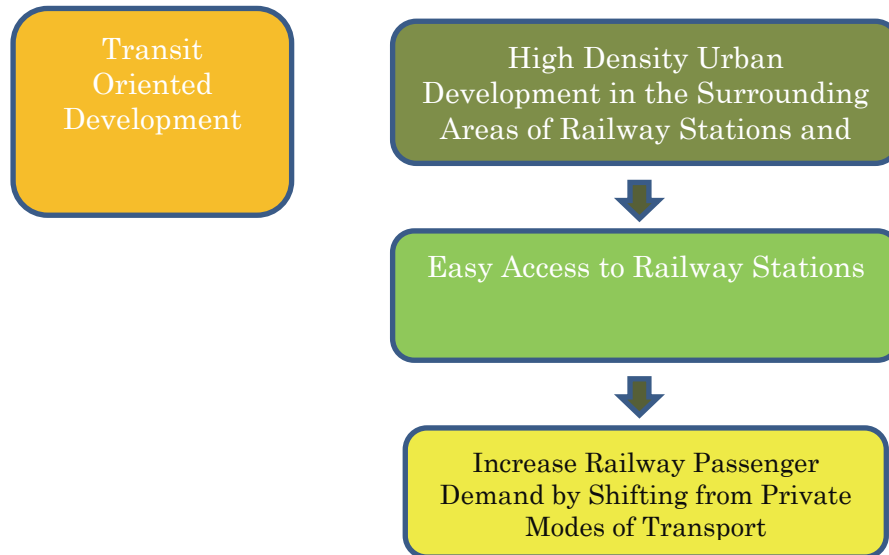 Transit
Oriented
Development
High Density Urban
Development in the Surrounding
Areas of Railway Stations and
Easy Access to Railway Stations
Increase Railway Passenger
Demand by Shifting from Private
Modes of Transport